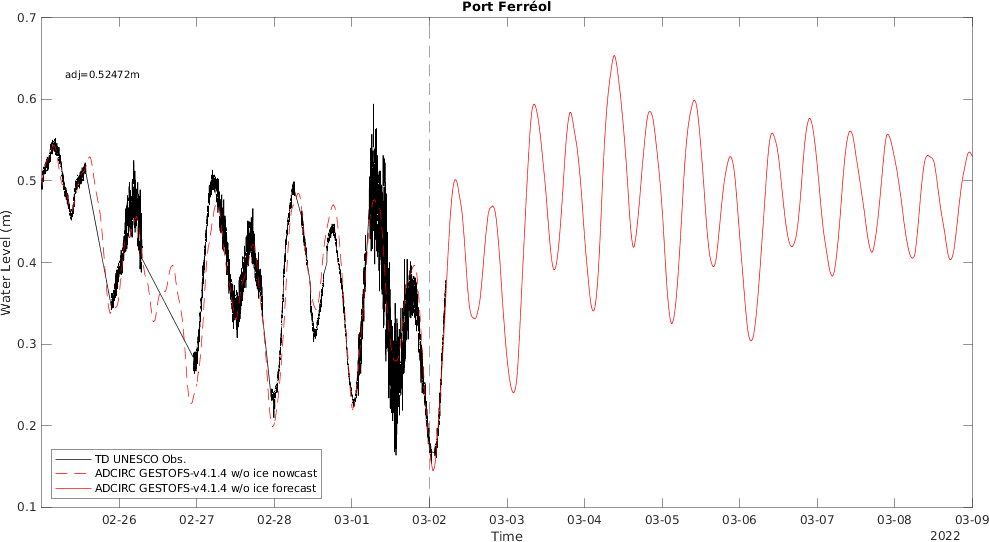 Port Ferréol
0.7
adj=0.52472m
0.6
0.5
0.4
0.3
0.2
0.1
Water Level (m)
TD UNESCO Obs.
ADCIRC GESTOFS-v4.1.4 w/o ice nowcast
ADCIRC GESTOFS-v4.1.4 w/o ice forecast
02-26 02-27 02-28 03-01 03-02 03-03 03-04 03-05 03-06 03-07 03-08 03-09
Time
2022